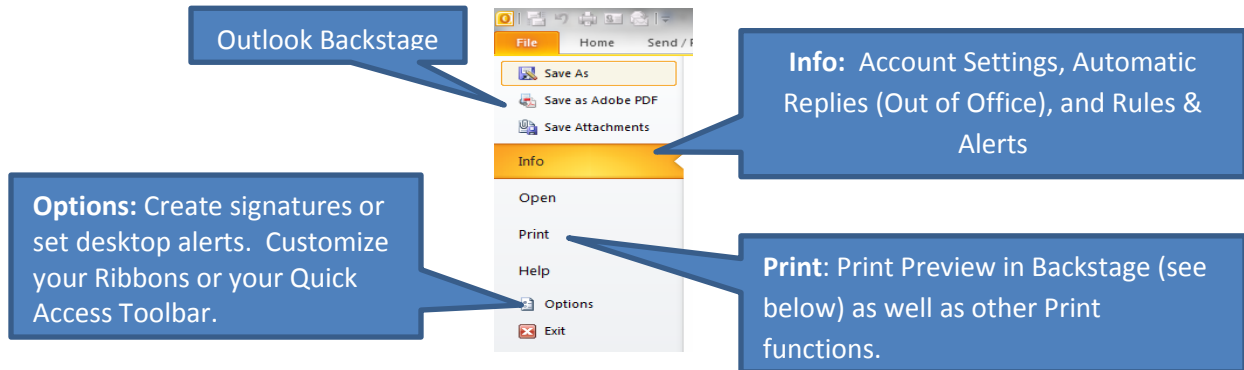 Outlook Backstage
File Home Send /
Save As
Save as Adobe PDF
Save Attachments
Info
Open
Print
Help
Options
Exit
Info: Account Settings, Automatic
Replies (Out of Office), and Rules &
Alerts
Options: Create signatures or
set desktop alerts. Customize
your Ribbons or your Quick
Access Toolbar.
Print: Print Preview in Backstage (see
below) as well as other Print
functions.